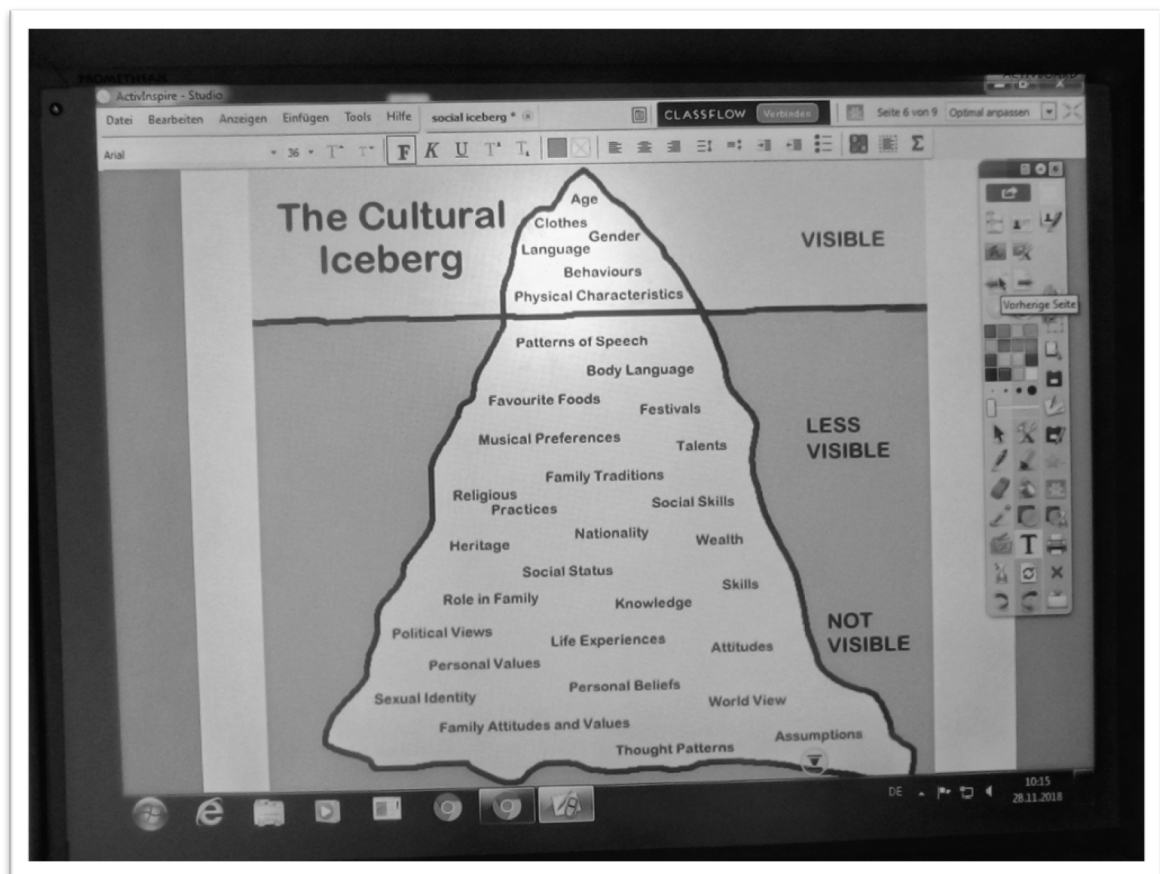 PROMETHEAN
ActivInspire - Studio
Datei Bearbeiten Anzeigen Einfügen Tools Hilfe social iceberg * CLASSFLOW Verbinden Seite 6 von 9 Optimal anpassen
Arial 36 F K U Σ
The Cultural
Iceberg
VISIBLE
Age
Clothes
Gender
Language
Behaviours
Physical Characteristics
Vorherige Seite
Patterns of Speech
Body Language
Favourite Foods
Festivals
Musical Preferences
Talents
LESS
VISIBLE
Family Traditions
Religious
Practices
Social Skills
Nationality
Heritage
Wealth
Social Status
Skills
Role in Family
Knowledge
NOT
VISIBLE
Political Views
Life Experiences
Attitudes
Personal Values
Personal Beliefs
Sexual Identity
World View
Family Attitudes and Values
Assumptions
Thought Patterns
T
DE
10:15
28.11.2018